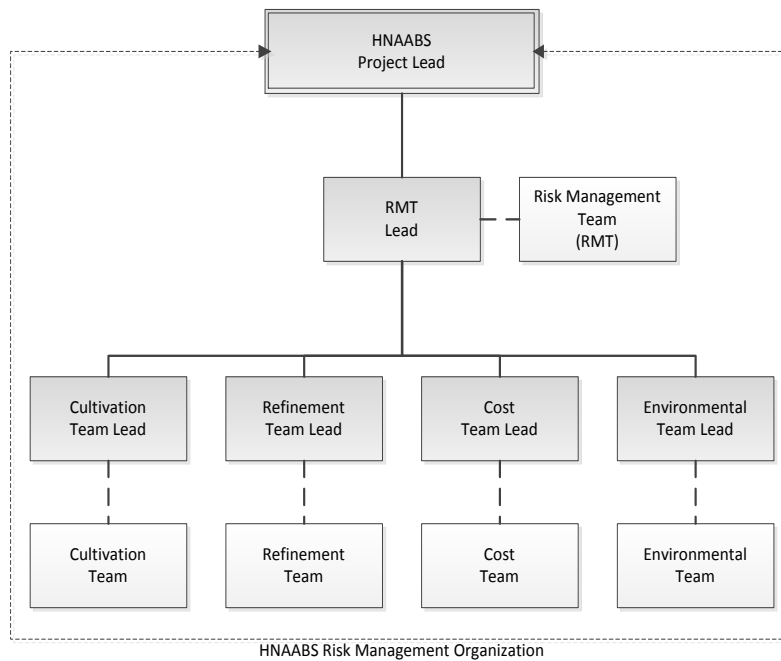 HNAABS
Project Lead
RMT
Lead
Risk Management
Team
(RMT)
Cultivation
Team Lead
Refinement
Team Lead
Cost
Team Lead
Environmental
Team Lead
Cultivation
Team
Refinement
Team
Cost
Team
Environmental
Team
HNAABS Risk Management Organization